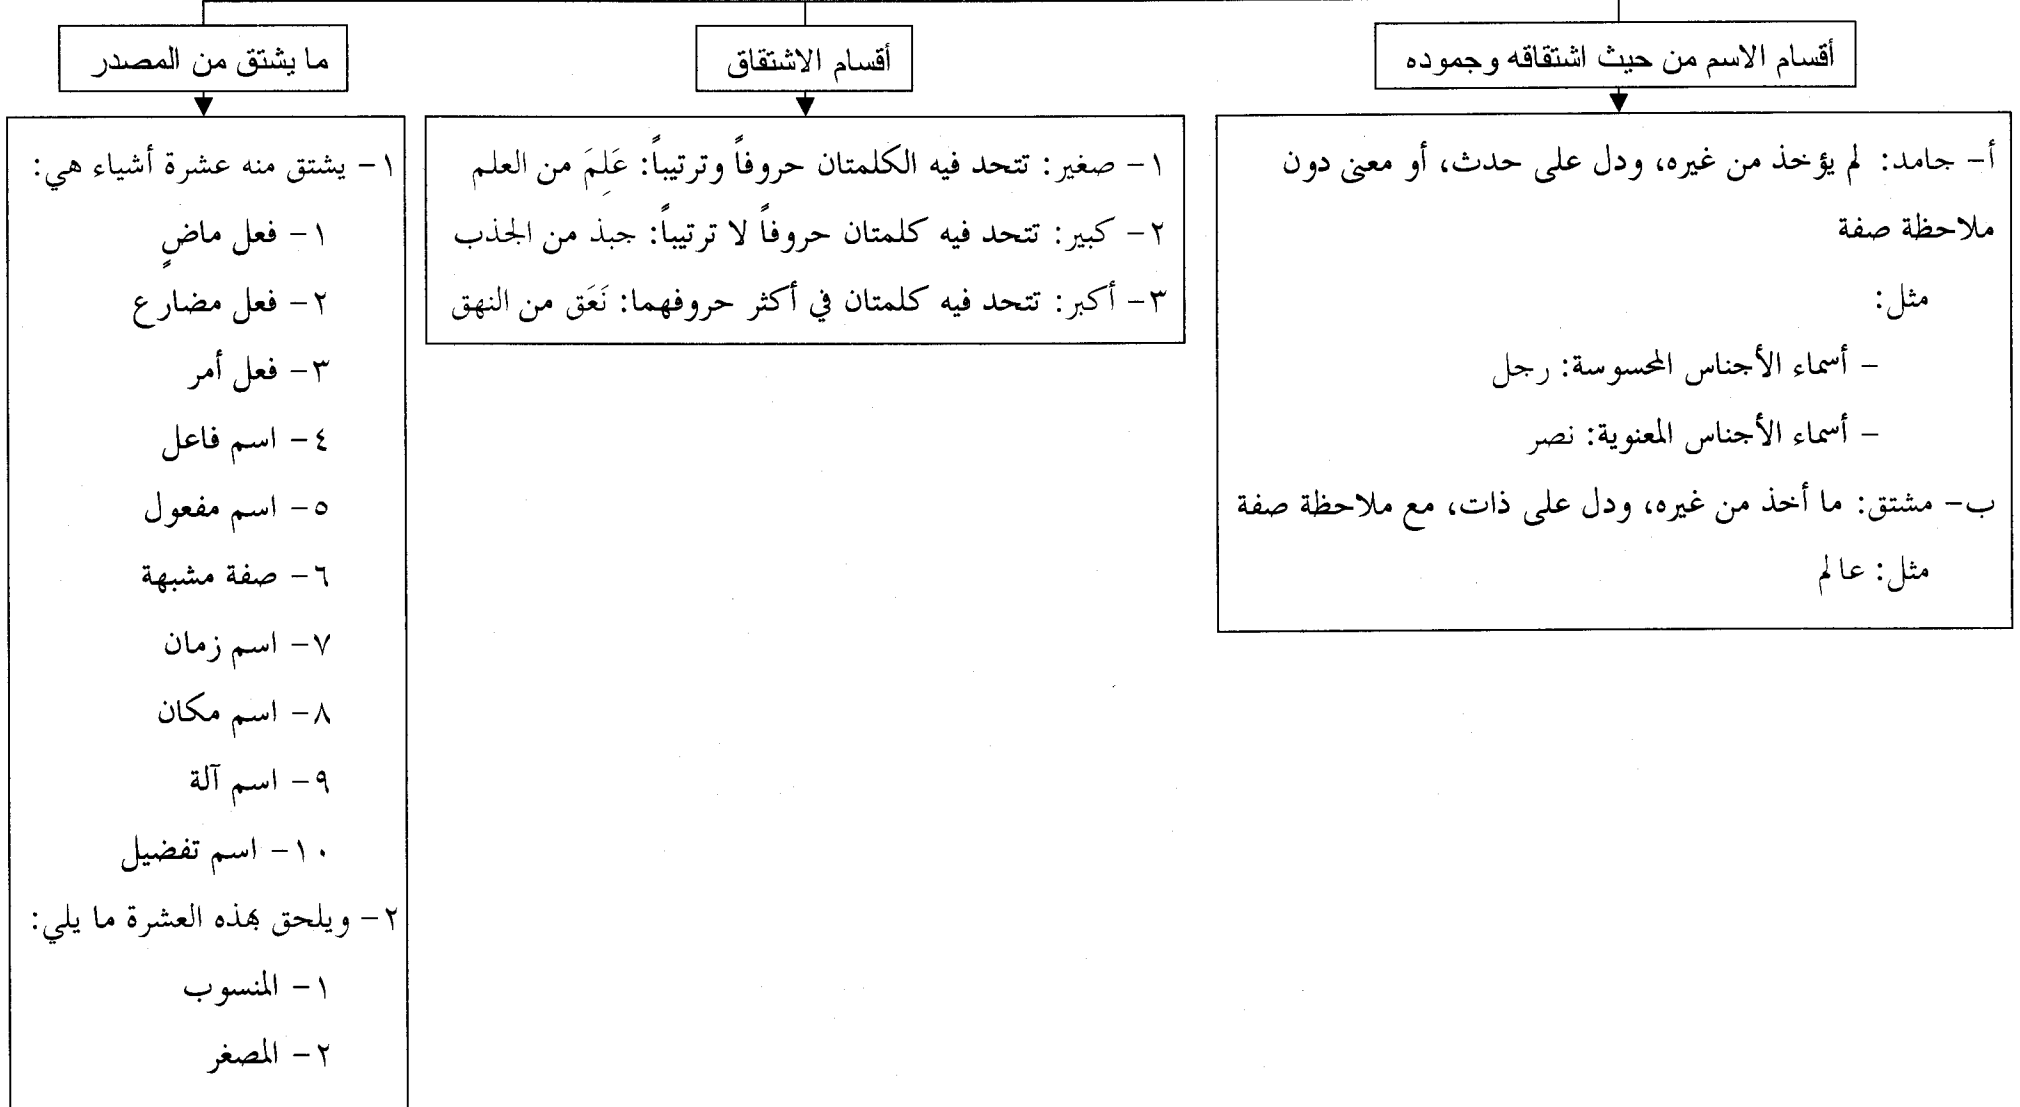 أقسام الاسم من حيث اشتقاقه وجموده
أ- جامد: لم يؤخذ من غيره، ودل على حدث، أو معنى دون
ملاحظة صفة
مثل:
- أسماء الأجناس المحسوسة: رجل
- أسماء الأجناس المعنوية: نصر
ب- مشتق: ما أخذ من غيره، ودل على ذات، مع ملاحظة صفة
مثل: عالم
أقسام الاشتقاق
١- صغير: تتحد فيه الكلمتان حروفاً وترتيباً: عَلِمَ من العلم
٢- كبير: تتحد فيه كلمتان حروفاً لا ترتيباً: جبذ من الجذب
٣- أكبر: تتحد فيه كلمتان في أكثر حروفهما: نَعَق من النهق
ما يشتق من المصدر
١- يشتق منه عشرة أشياء هي:
١- فعل ماضٍ
٢- فعل مضارع
٣- فعل أمر
٤- اسم فاعل
٥- اسم مفعول
٦- صفة مشبهة
٧- اسم زمان
٨- اسم مكان
٩- اسم آلة
١٠- اسم تفضيل
٢- ويلحق بهذه العشرة ما يلي:
١- المنسوب
٢- المصغر